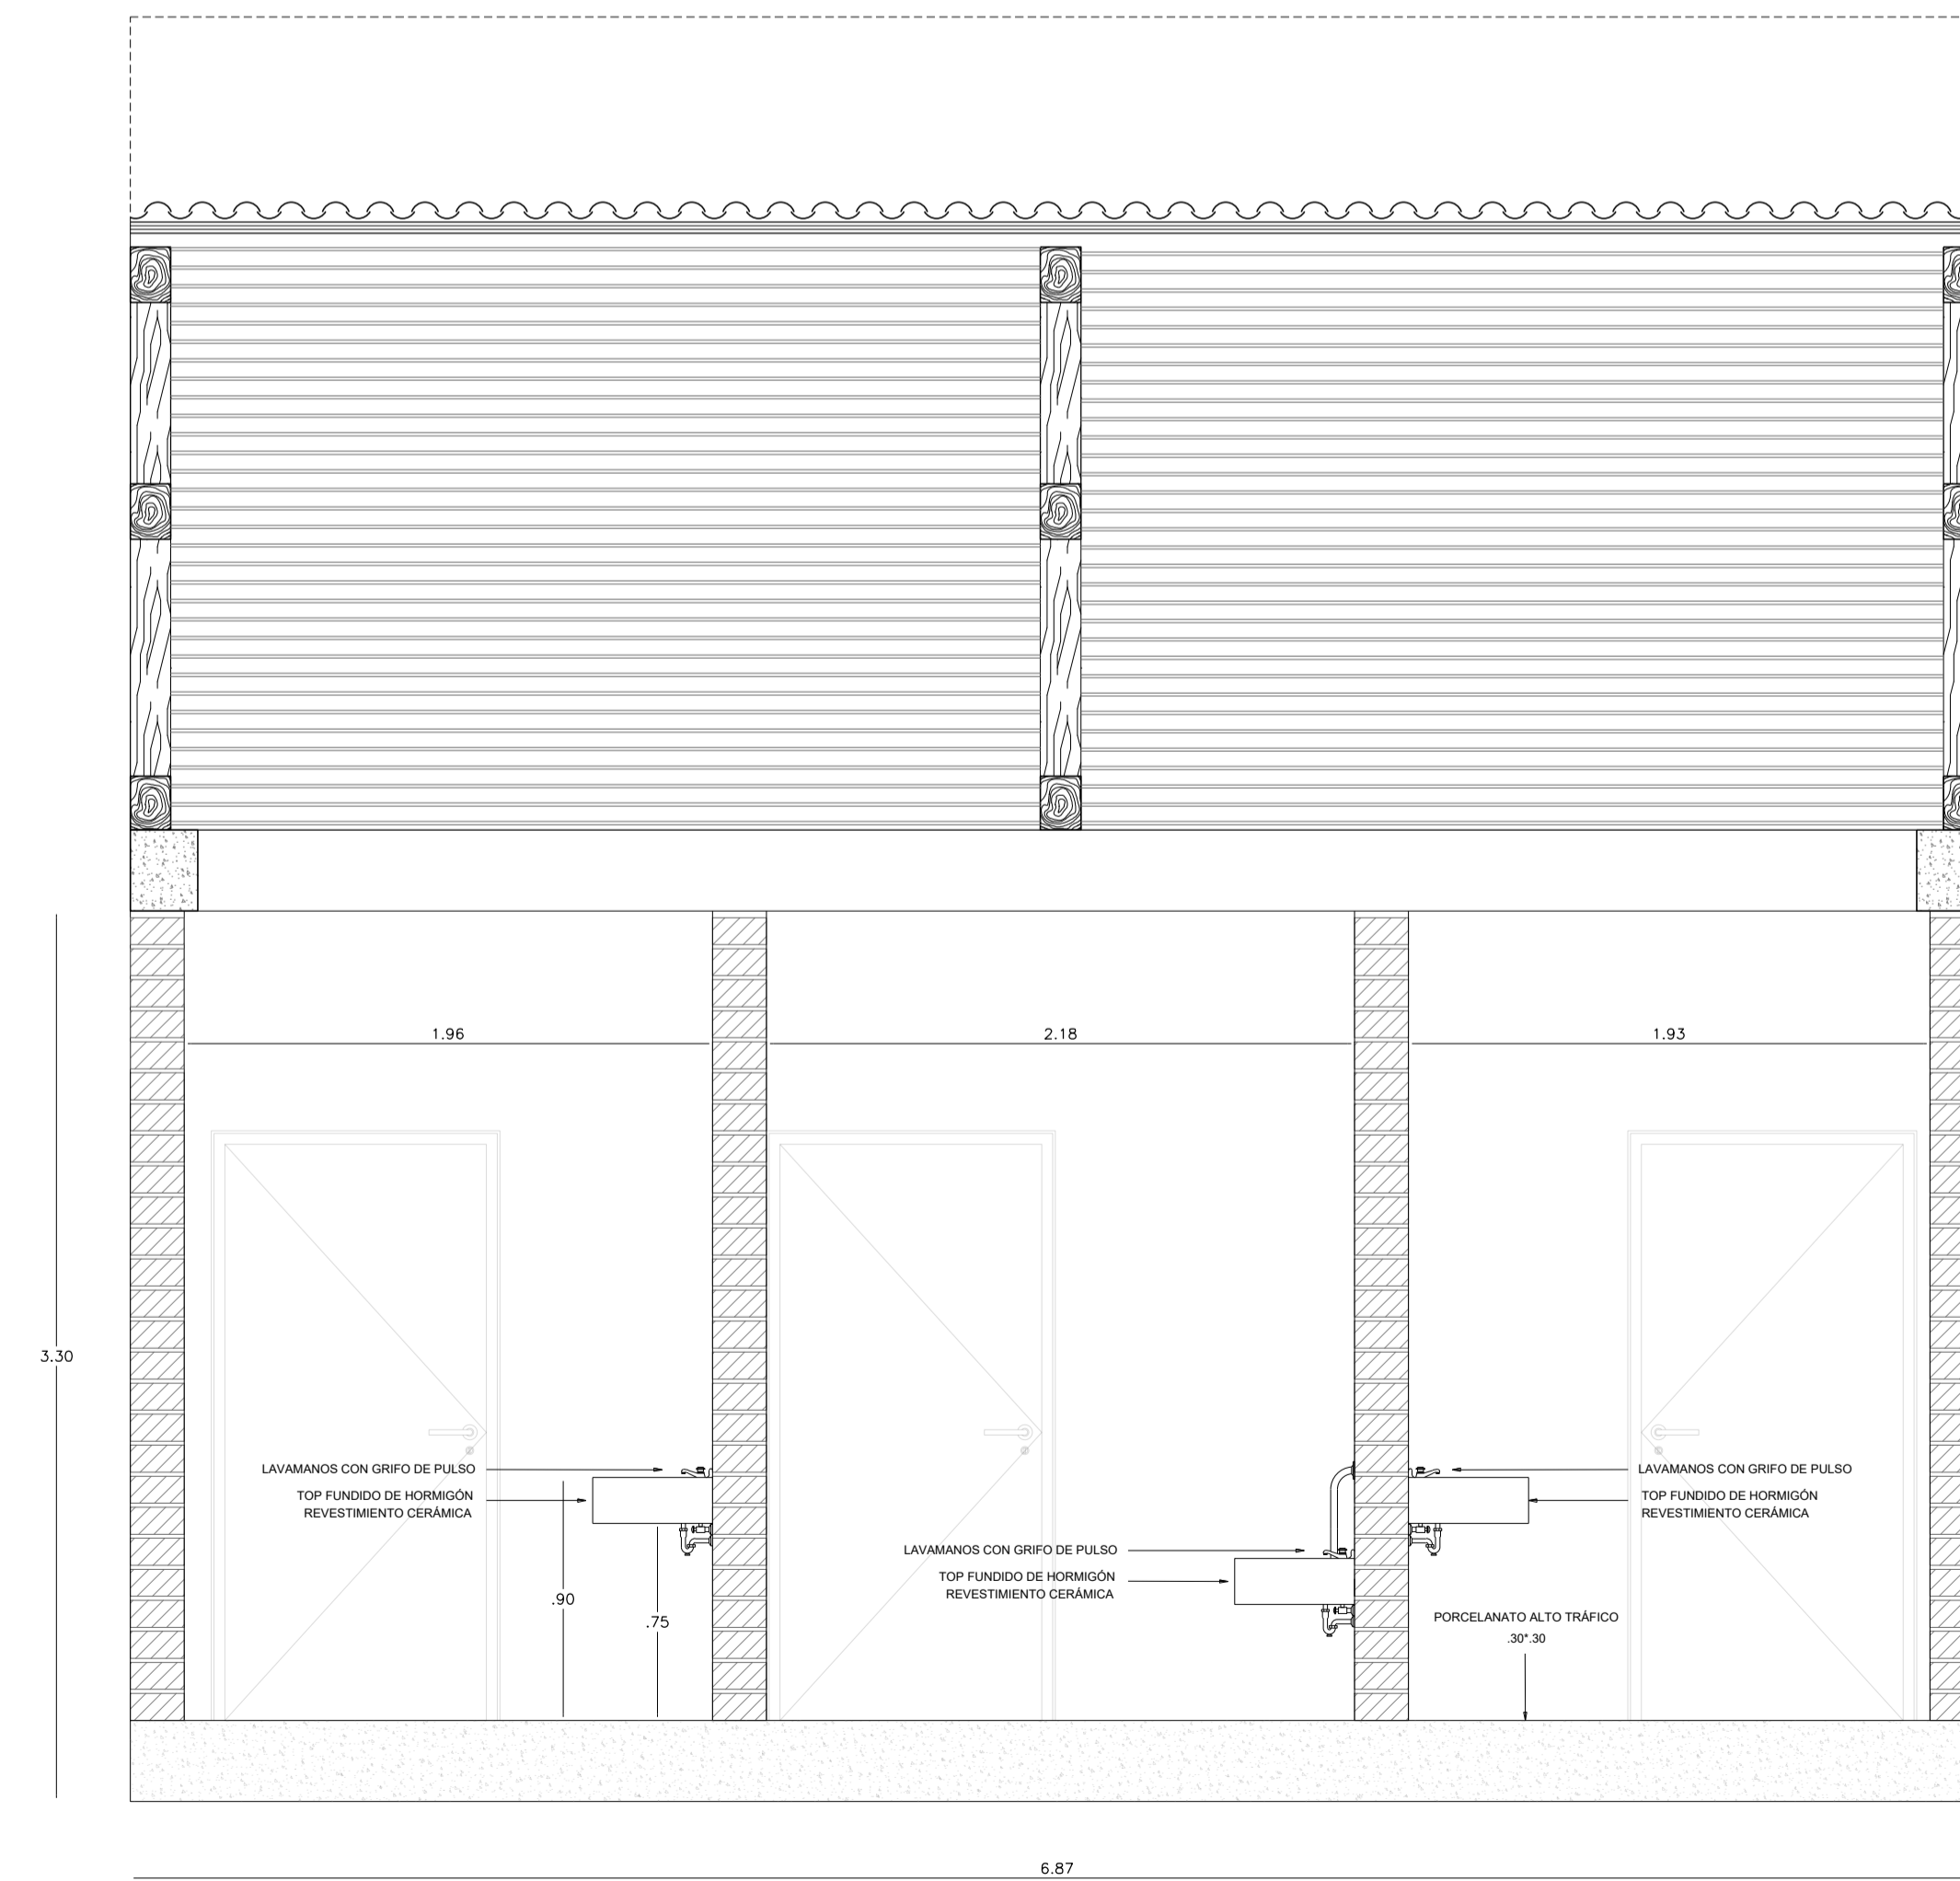 1.96
2.18
1.93
3.30
LAVAMANOS CON GRIFO DE PULSO
TOP FUNDIDO DE HORMIGÓN
REVESTIMIENTO CERÁMICA
LAVAMANOS CON GRIFO DE PULSO
TOP FUNDIDO DE HORMIGÓN
REVESTIMIENTO CERÁMICA
LAVAMANOS CON GRIFO DE PULSO
TOP FUNDIDO DE HORMIGÓN
REVESTIMIENTO CERÁMICA
.90
.75
PORCELANATO ALTO TRÁFICO
.30*.30
6.87